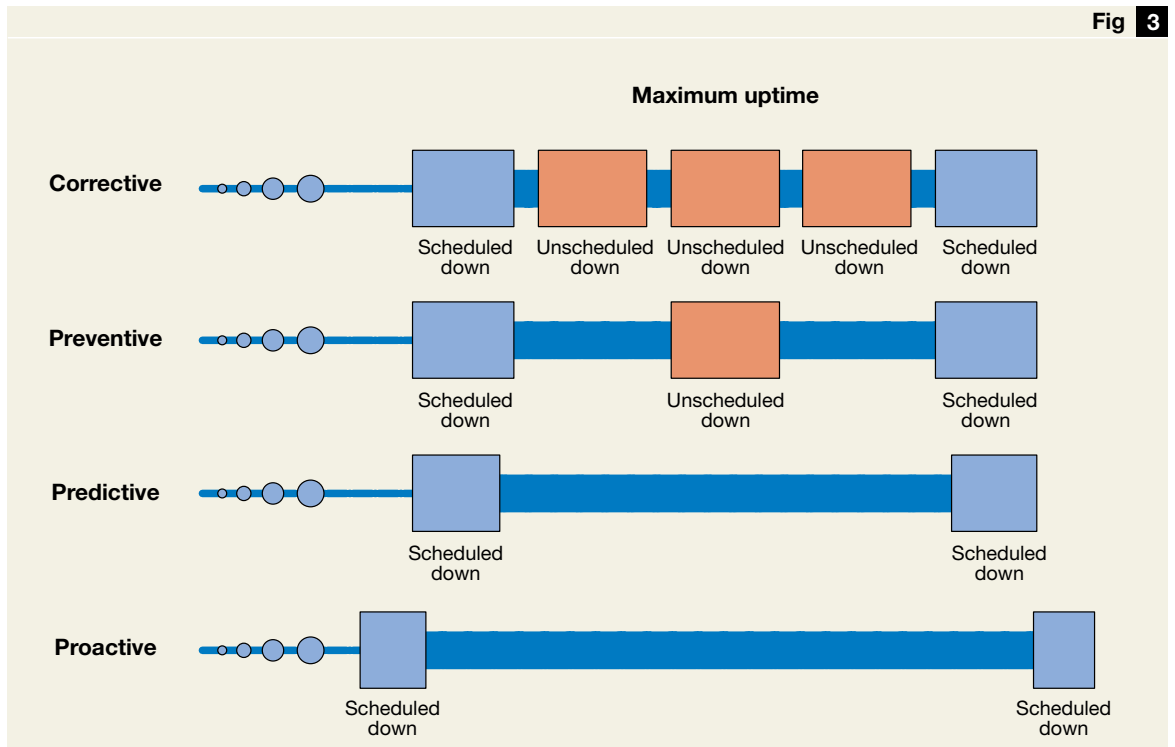 Fig 3
Maximum uptime
Corrective
Scheduled
down
Unscheduled
down
Unscheduled
down
Unscheduled
down
Scheduled
down
Preventive
Scheduled
down
Unscheduled
down
Scheduled
down
Predictive
Scheduled
down
Scheduled
down
Proactive
Scheduled
down
Scheduled
down